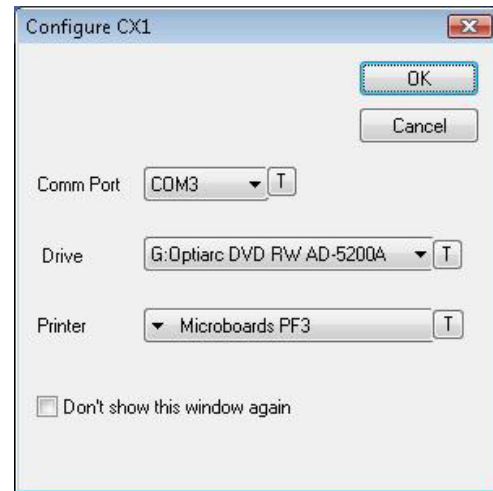 Configure CX1
OK
Cancel
Comm Port COM3 T
Drive G:Optiarc DVD RW AD-5200A T
Printer Microboards PF3 T
Don't show this window again